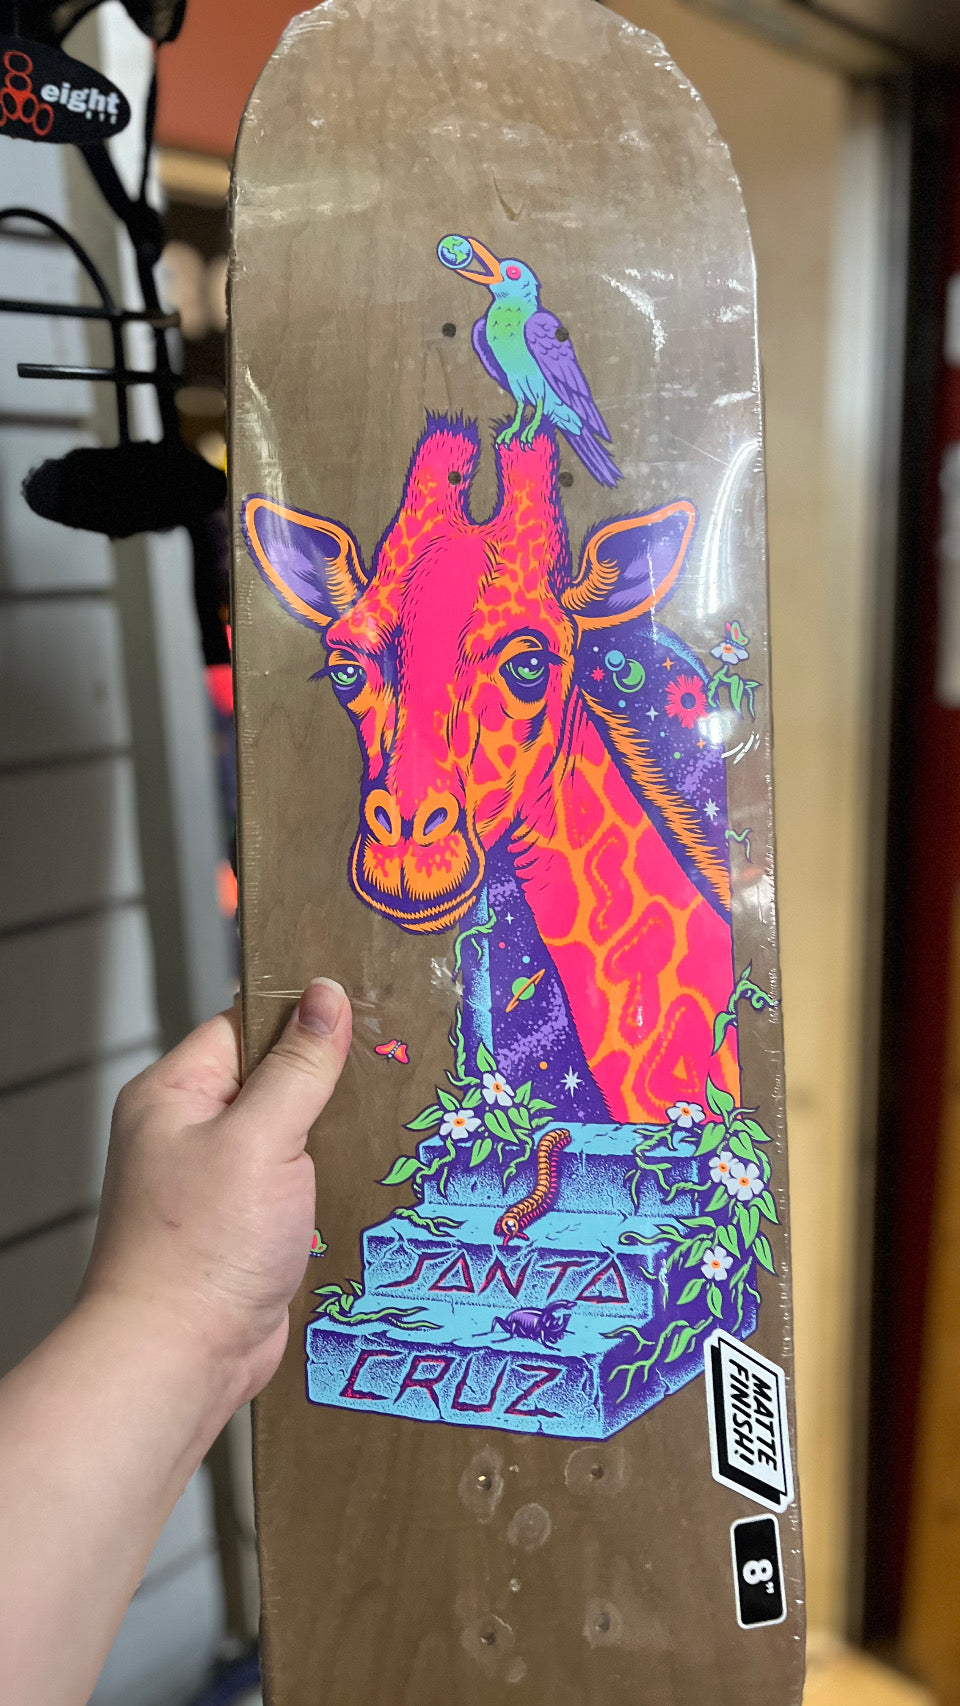 eight
SANTA
CRUZ
MATTE
FINISH!
8"